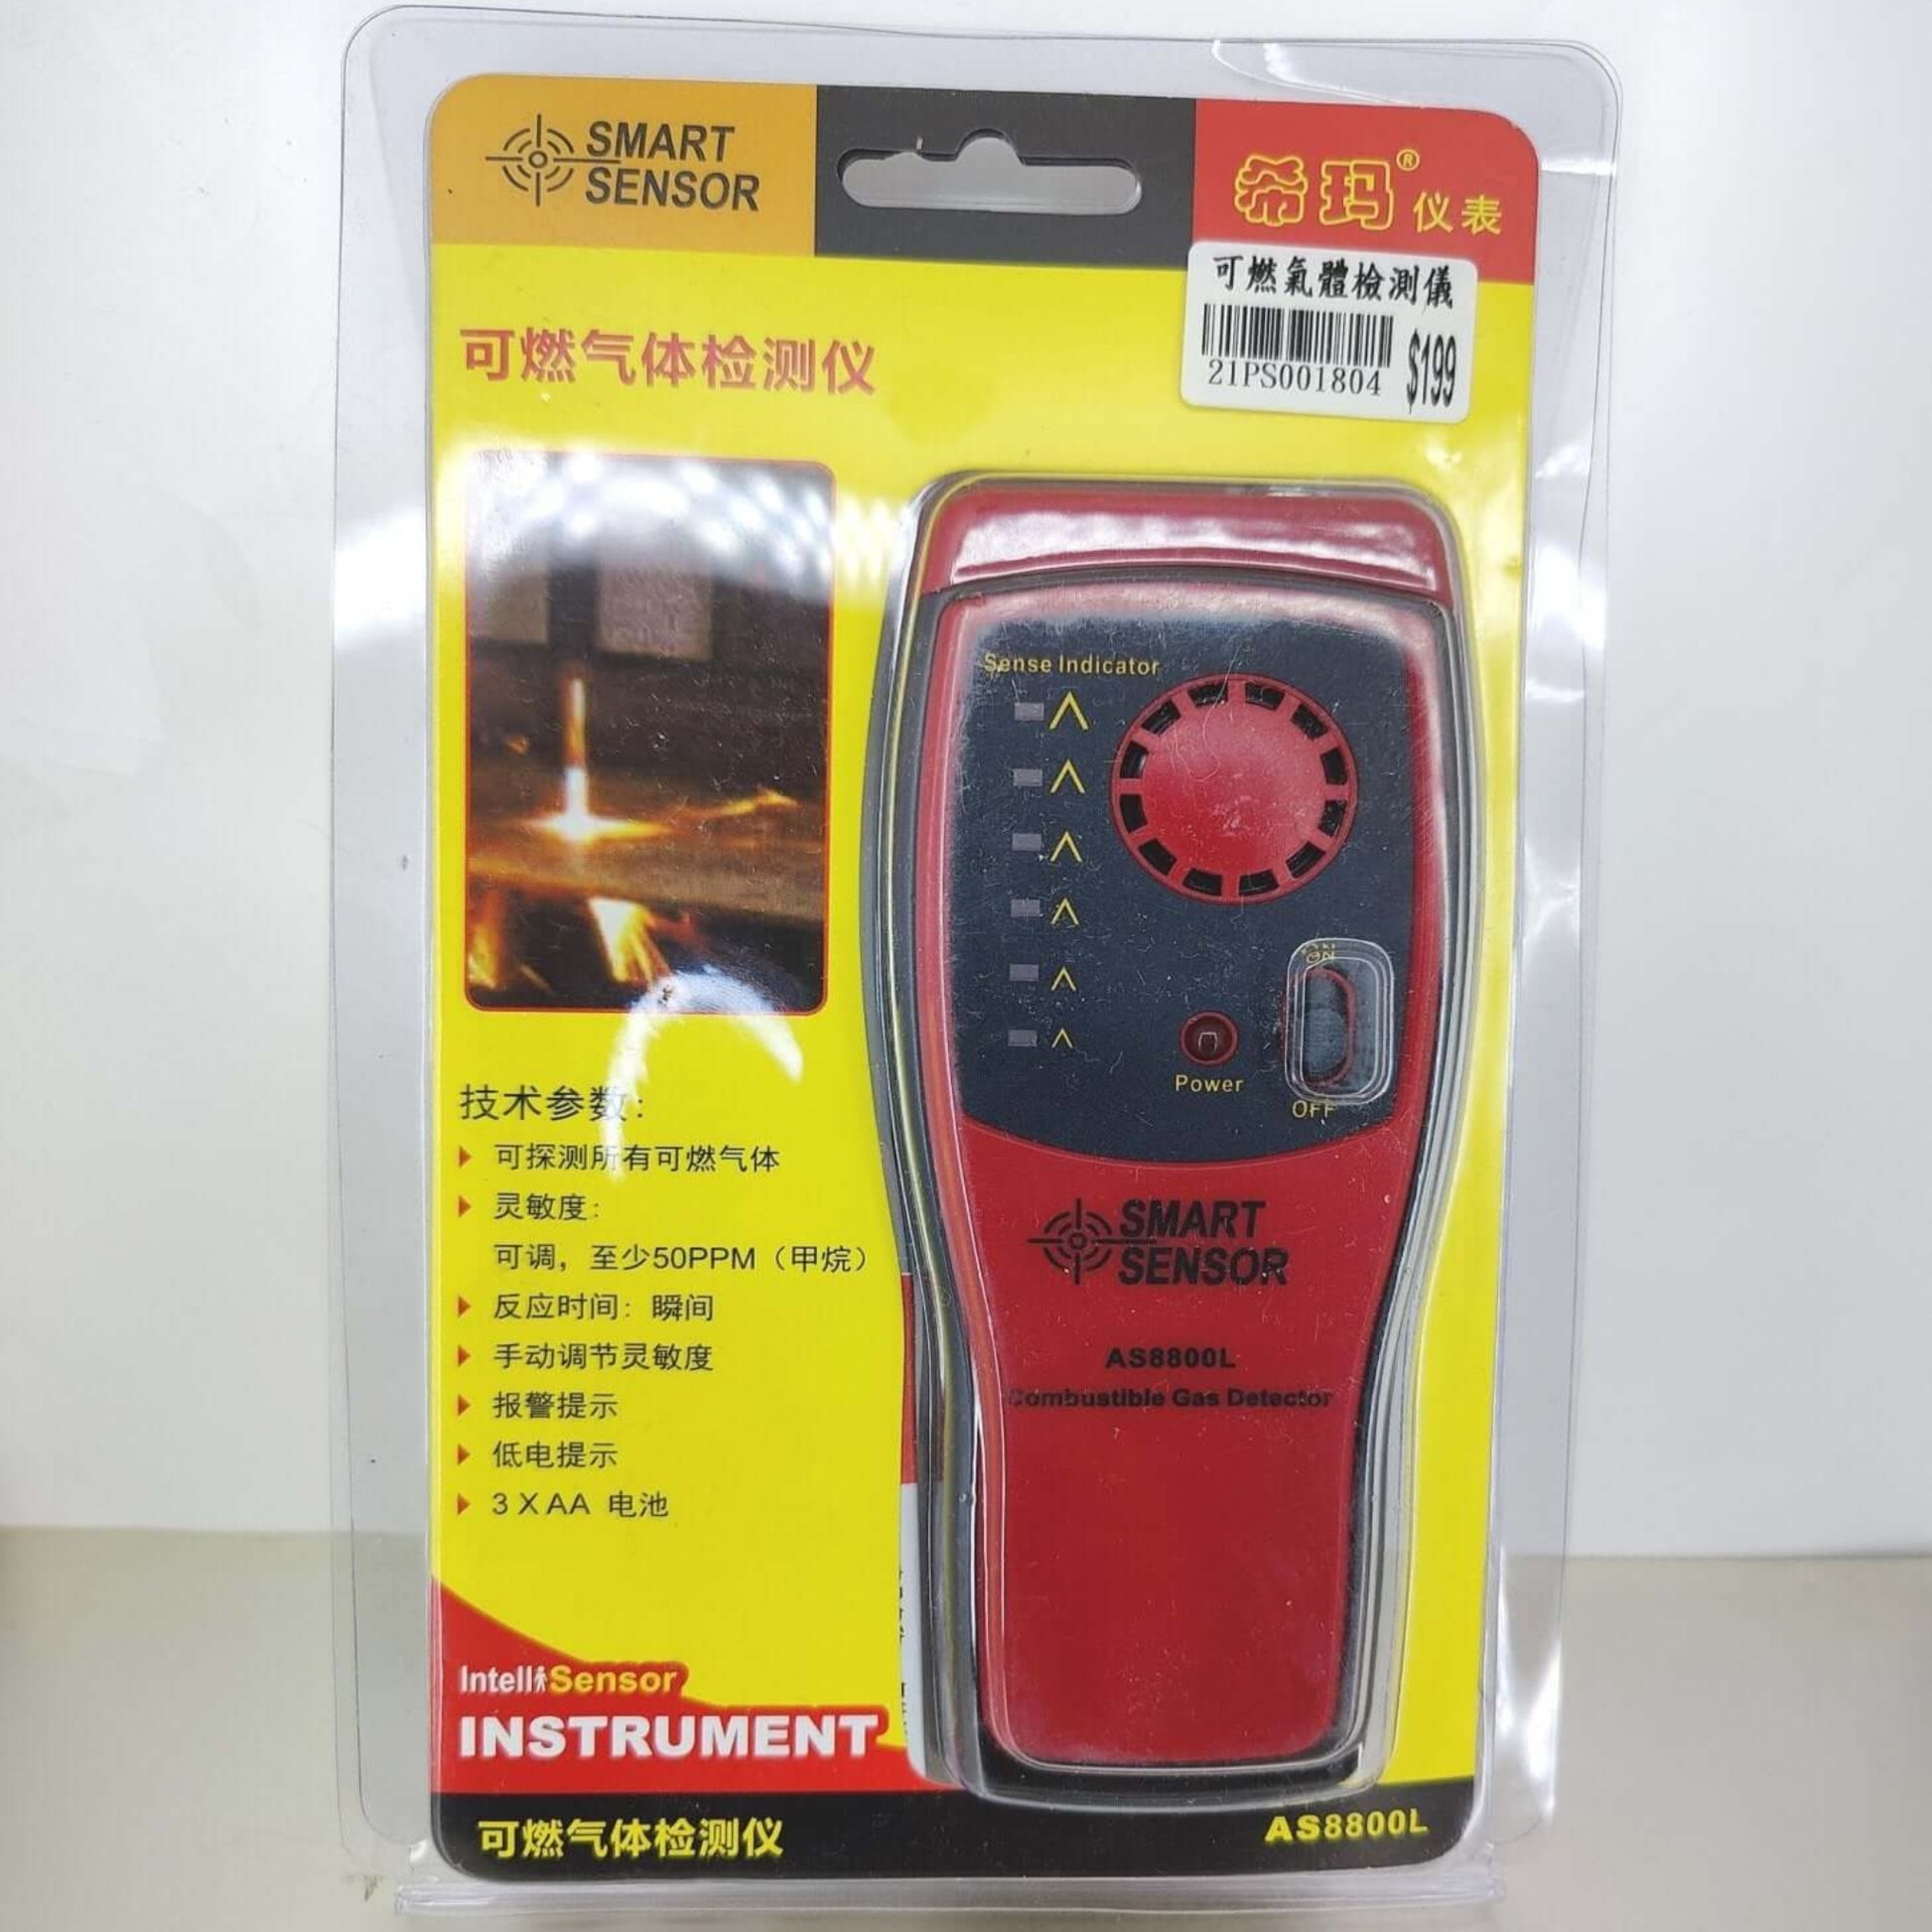 SMART
SENSOR
希玛® 仪表
可燃氣體檢測儀
21PS001804
$199
可燃气体检测仪
Sense Indicator
ON
Power
OFF
技术参数:
可探测所有可燃气体
灵敏度:
可调，至少50PPM（甲烷）
反应时间：瞬间
手动调节灵敏度
报警提示
低电提示
3 X AA 电池
SMART
SENSOR
AS8800L
Combustible Gas Detector
IntelliSensor
INSTRUMENT
可燃气体检测仪
AS8800L